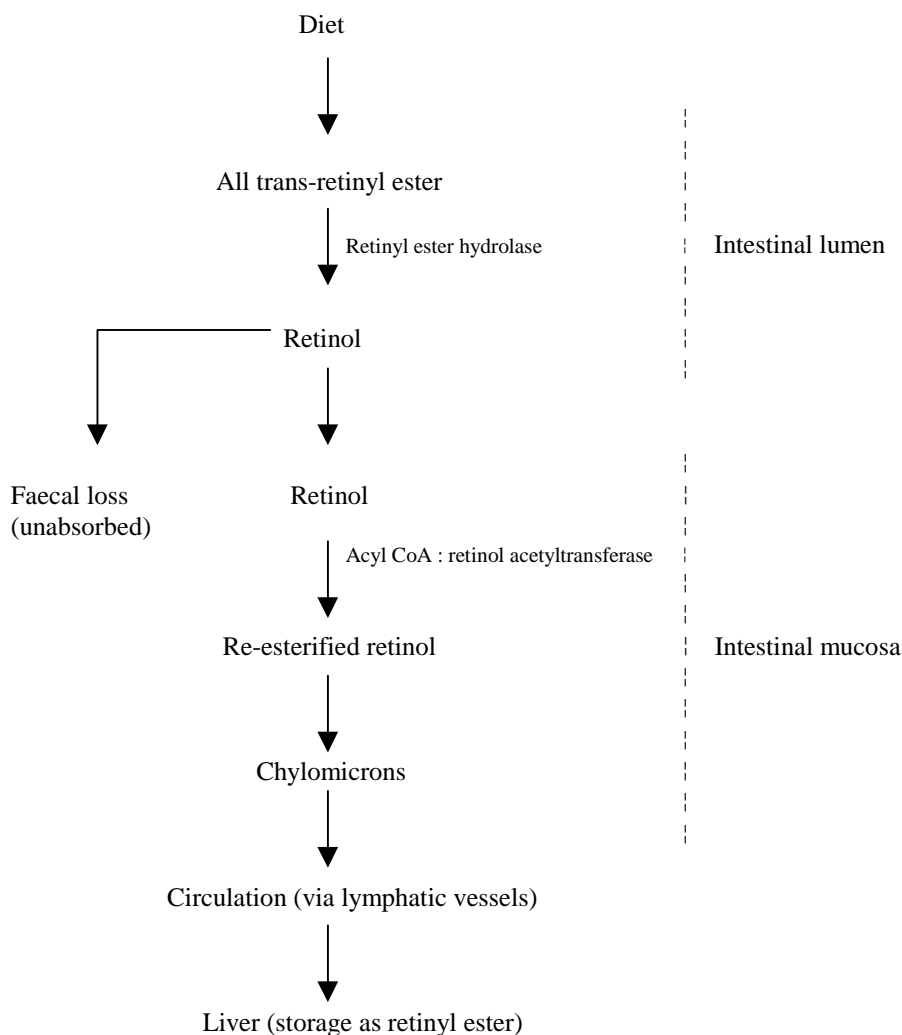 Diet
All trans-retinyl ester
Retinyl ester hydrolase
Intestinal lumen
Retinol
Faecal loss
(unabsorbed)
Retinol
Acyl CoA : retinol acetyltransferase
Re-esterified retinol
Intestinal mucosa
Chylomicrons
Circulation (via lymphatic vessels)
Liver (storage as retinyl ester)